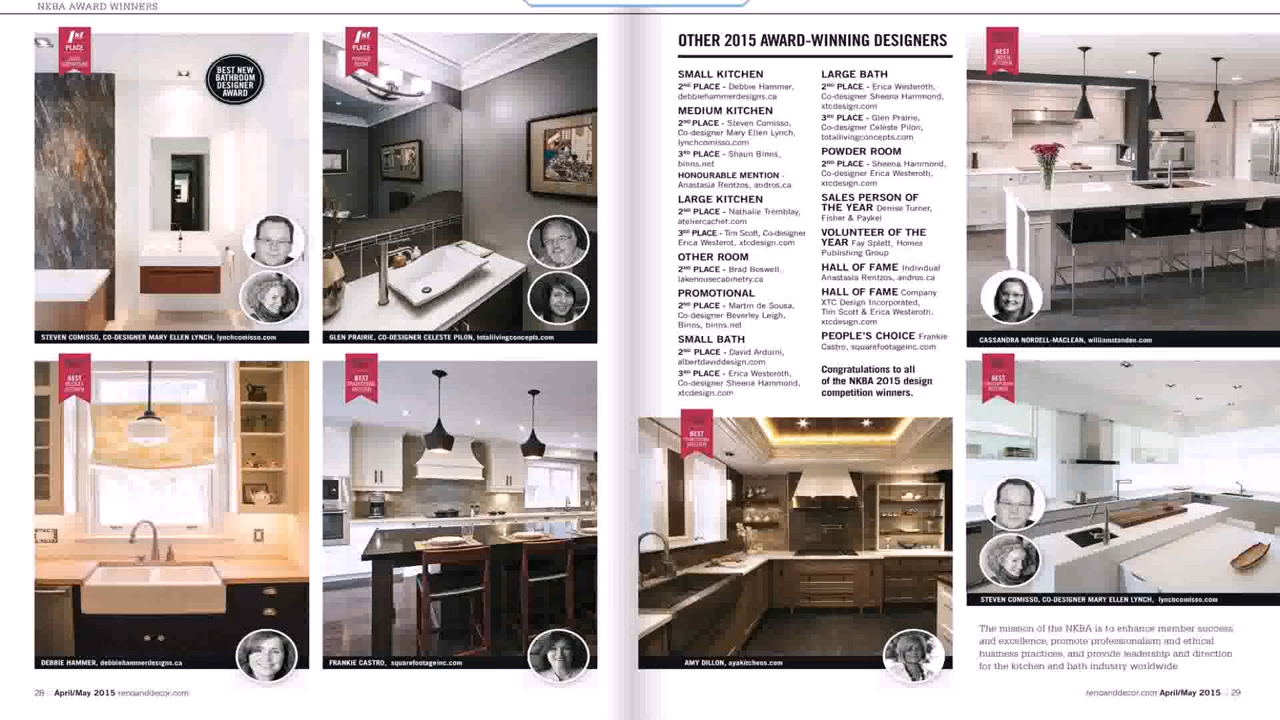 NKBA AWARD WINNERS
1st
PLACE
BEST NEW
BATHROOM
DESIGNER
AWARD
STEVEN COMISSO, CO-DESIGNER MARY ELLEN LYNCH, lynchcomisso.com
1st
PLACE
POWDER
ROOM
GLEN PRAIRIE, CO-DESIGNER CELESTE PILON, totallivingconcepts.com
BEST
BUDGET
KITCHEN
DEBBIE HAMMER, debbiehammerdesigns.ca
BEST
TRADITIONAL
KITCHEN
FRANKIE CASTRO, squarefootageinc.com
28 :: April/May 2015 renoanddecor.com
OTHER 2015 AWARD-WINNING DESIGNERS
SMALL KITCHEN
2ND PLACE - Debbie Hammer,
debbiehammerdesigns.ca
MEDIUM KITCHEN
2ND PLACE - Steven Comisso,
Co-designer Mary Ellen Lynch,
lynchcomisso.com
3RD PLACE - Shaun Binns,
binns.net
HONOURABLE MENTION -
Anastasia Rentzos, andros.ca
LARGE KITCHEN
2ND PLACE - Nathalie Tremblay,
ateliercachet.com
3RD PLACE - Tim Scott, Co-designer
Erica Westerot, xtcdesign.com
OTHER ROOM
2ND PLACE - Brad Boswell,
lakehousecabinetry.ca
PROMOTIONAL
2ND PLACE - Martin de Sousa,
Co-designer Beverley Leigh,
Binns, binns.net
SMALL BATH
2ND PLACE - David Arduini,
albertdaviddesign.com
3RD PLACE - Erica Westeroth,
Co-designer Sheena Hammond,
xtcdesign.com
LARGE BATH
2ND PLACE - Erica Westeroth,
Co-designer Sheena Hammond,
xtcdesign.com
3RD PLACE - Glen Prairie,
Co-designer Celeste Pilon,
totallivingconcepts.com
POWDER ROOM
2ND PLACE - Sheena Hammond,
Co-designer Erica Westeroth,
xtcdesign.com
SALES PERSON OF
THE YEAR Denise Turner,
Fisher & Paykel
VOLUNTEER OF THE
YEAR Fay Splett, Homes
Publishing Group
HALL OF FAME Individual
Anastasia Rentzos, andros.ca
HALL OF FAME Company
XTC Design Incorporated,
Tim Scott & Erica Westeroth,
xtcdesign.com
PEOPLE'S CHOICE Frankie
Castro, squarefootageinc.com
Congratulations to all
of the NKBA 2015 design
competition winners.
BEST
AMY DILLON, ayakitchens.com
BEST
KITCHEN
CASSANDRA NORDELL-MACLEAN, williamstanden.com
BEST
STEVEN COMISSO, CO-DESIGNER MARY ELLEN LYNCH, lynchcomisso.com
The mission of the NKBA is to enhance member success
and excellence, promote professionalism and ethical
business practices, and provide leadership and direction
for the kitchen and bath industry worldwide.
renoanddecor.com April/May 2015 :: 29